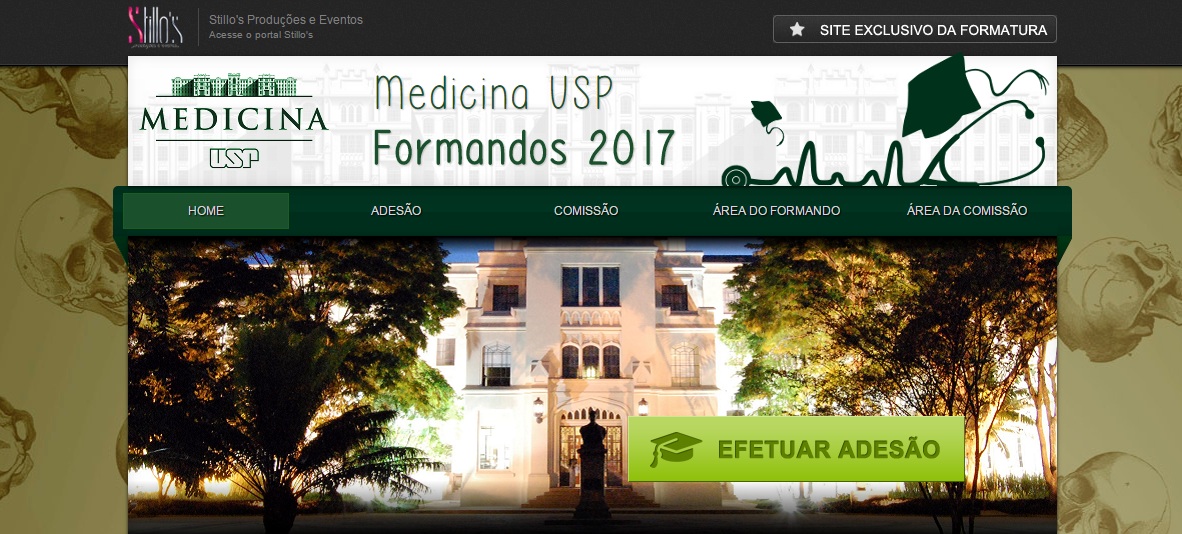 Stillo's
Stillo's Produções e Eventos
Acesse o portal Stillo's
SITE EXCLUSIVO DA FORMATURA
MEDICINA
USP
Medicina USP
Formandos 2017
HOME
ADESÃO
COMISSÃO
ÁREA DO FORMANDO
ÁREA DA COMISSÃO
EFETUAR ADESÃO